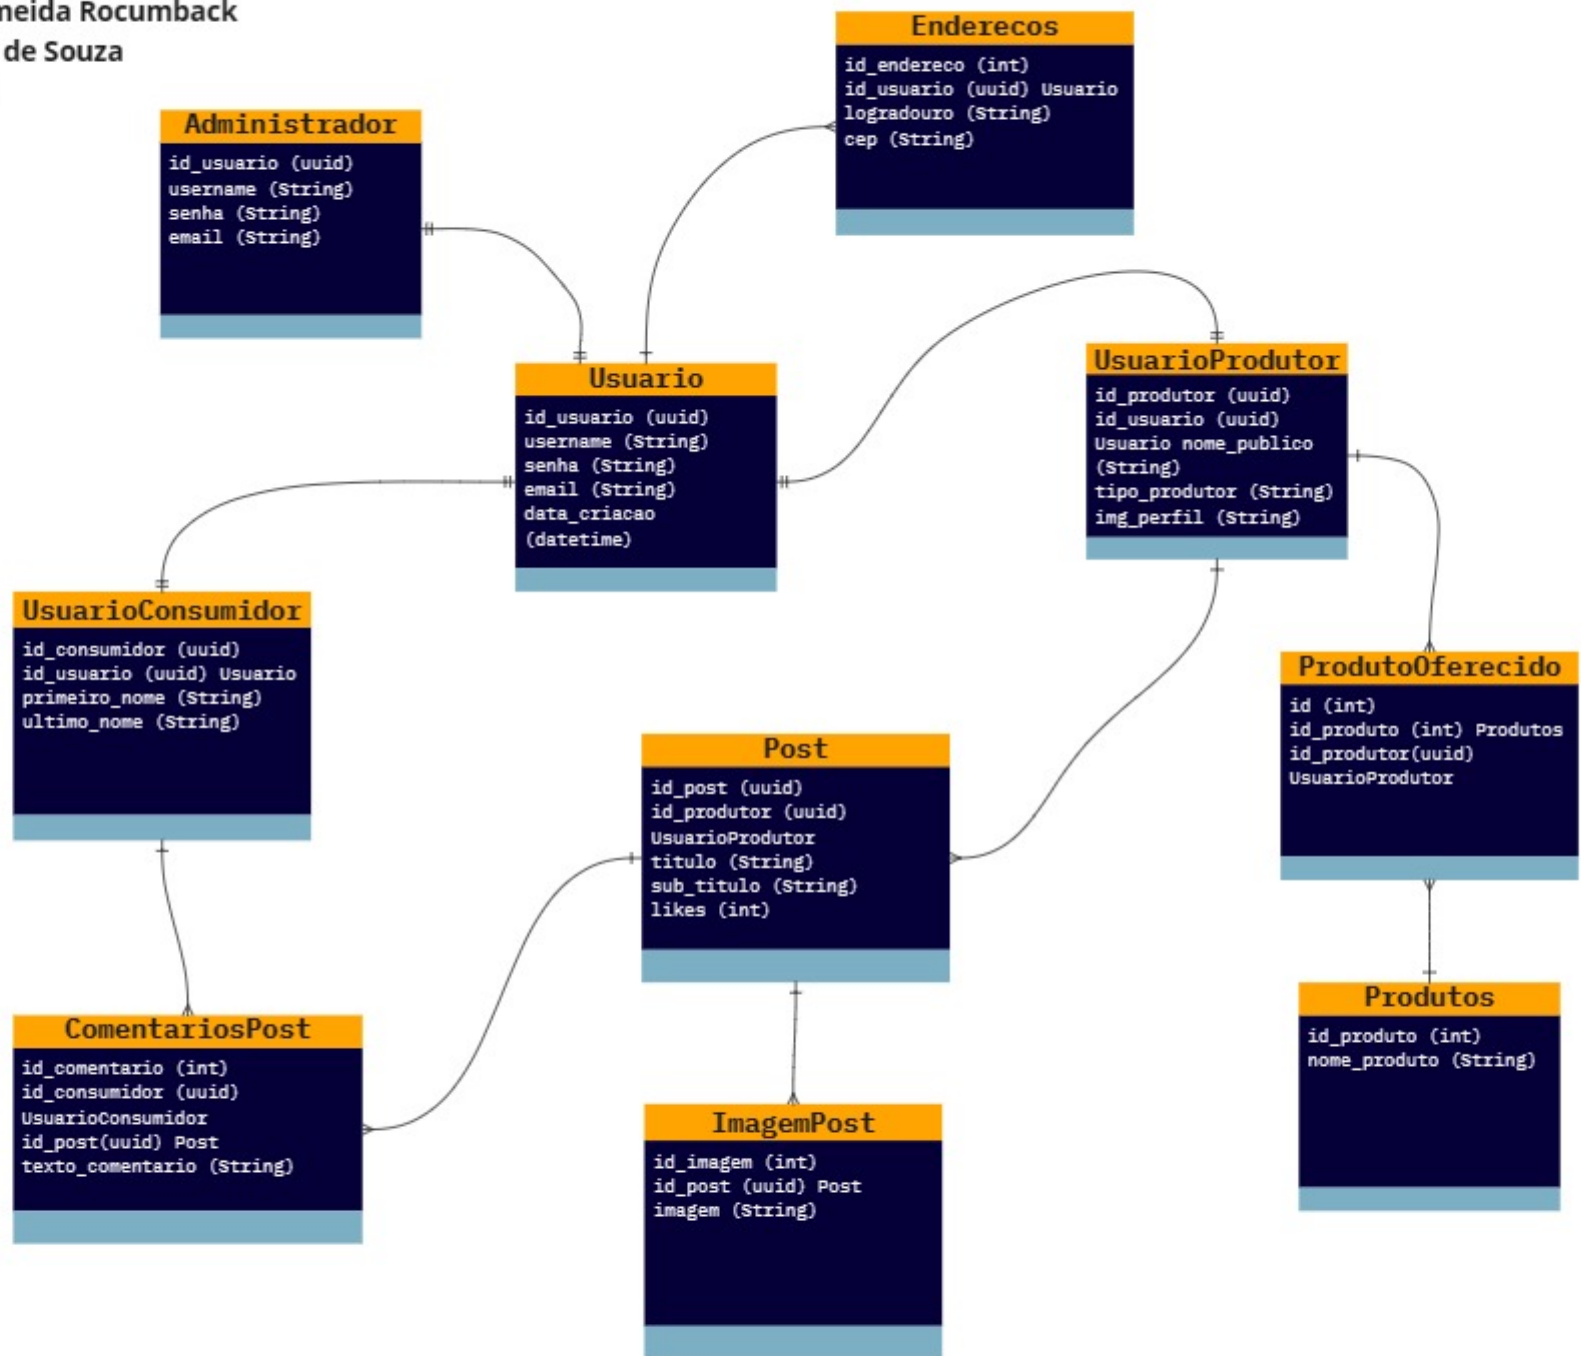 meida Rocumback
de Souza
Enderecos
id_endereco (int)
id_usuario (uuid) Usuario
logradouro (String)
cep (String)
Administrador
id_usuario (uuid)
username (String)
senha (String)
email (String)
Usuario
id_usuario (uuid)
username (String)
senha (String)
email (String)
data_criacao
(datetime)
UsuarioProdutor
id_produtor (uuid)
id_usuario (uuid)
Usuario nome_publico
(String)
tipo_produtor (String)
img_perfil (String)
UsuarioConsumidor
id_consumidor (uuid)
id_usuario (uuid) Usuario
primeiro_nome (String)
ultimo_nome (String)
ProdutoOferecido
id (int)
id_produto (int) Produtos
id_produtor(uuid)
UsuarioProdutor
Post
id_post (uuid)
id_produtor (uuid)
UsuarioProdutor
titulo (String)
sub_titulo (String)
likes (int)
Produtos
id_produto (int)
nome_produto (String)
ComentariosPost
id_comentario (int)
id_consumidor (uuid)
UsuarioConsumidor
id_post(uuid) Post
texto_comentario (String)
ImagemPost
id_imagem (int)
id_post (uuid) Post
imagem (String)